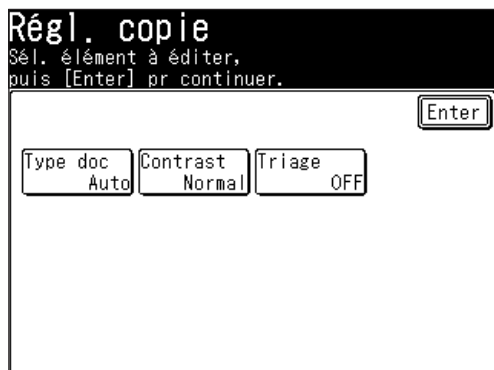 Régl. copie
Sél. élément à éditer,
puis [Enter] pr continuer.
Enter
Type doc Contrast Triage
Auto Normal OFF